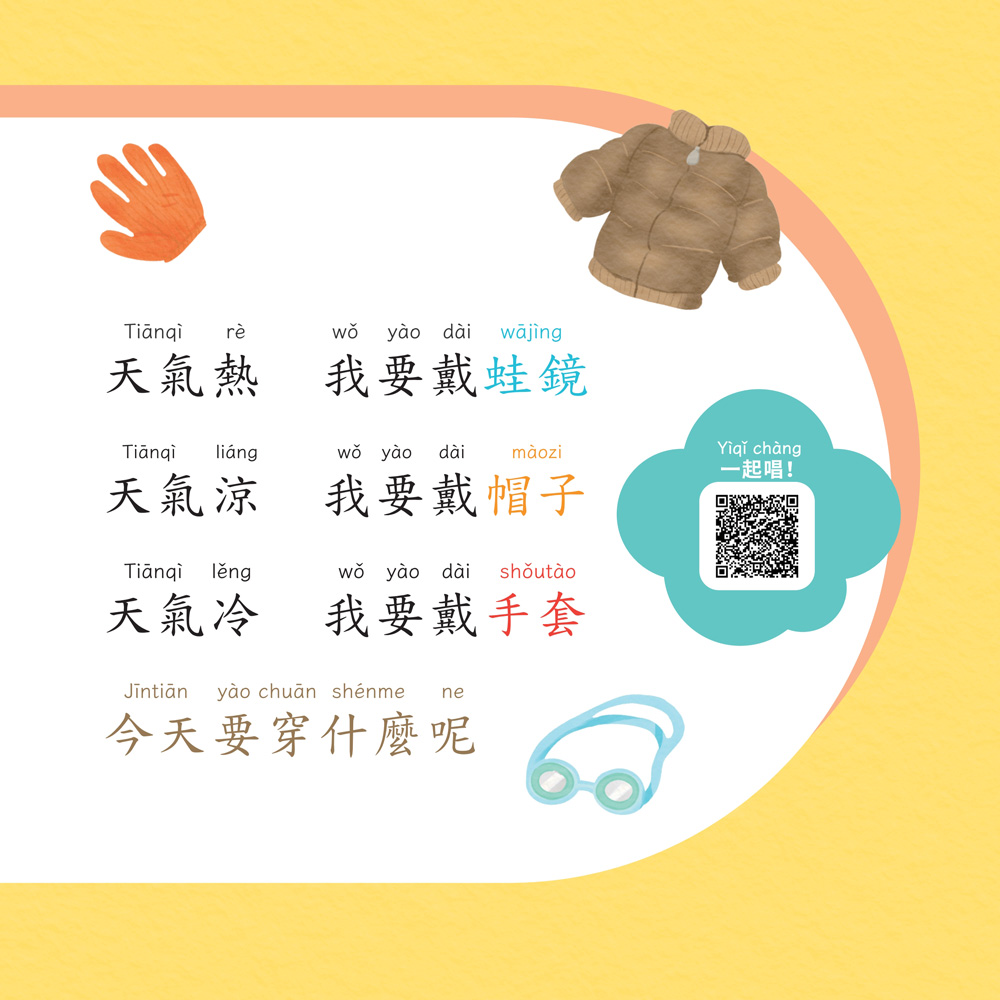 Tiānqì rè wǒ yào dài wājìng
天氣熱 我要戴蛙鏡
Tiānqì liáng wǒ yào dài màozi
天氣涼 我要戴帽子
Tiānqì lěng wǒ yào dài shǒutào
天氣冷 我要戴手套
Jīntiān yào chuān shénme ne
今天要穿什麼呢
Yìqǐ chàng
一起唱！